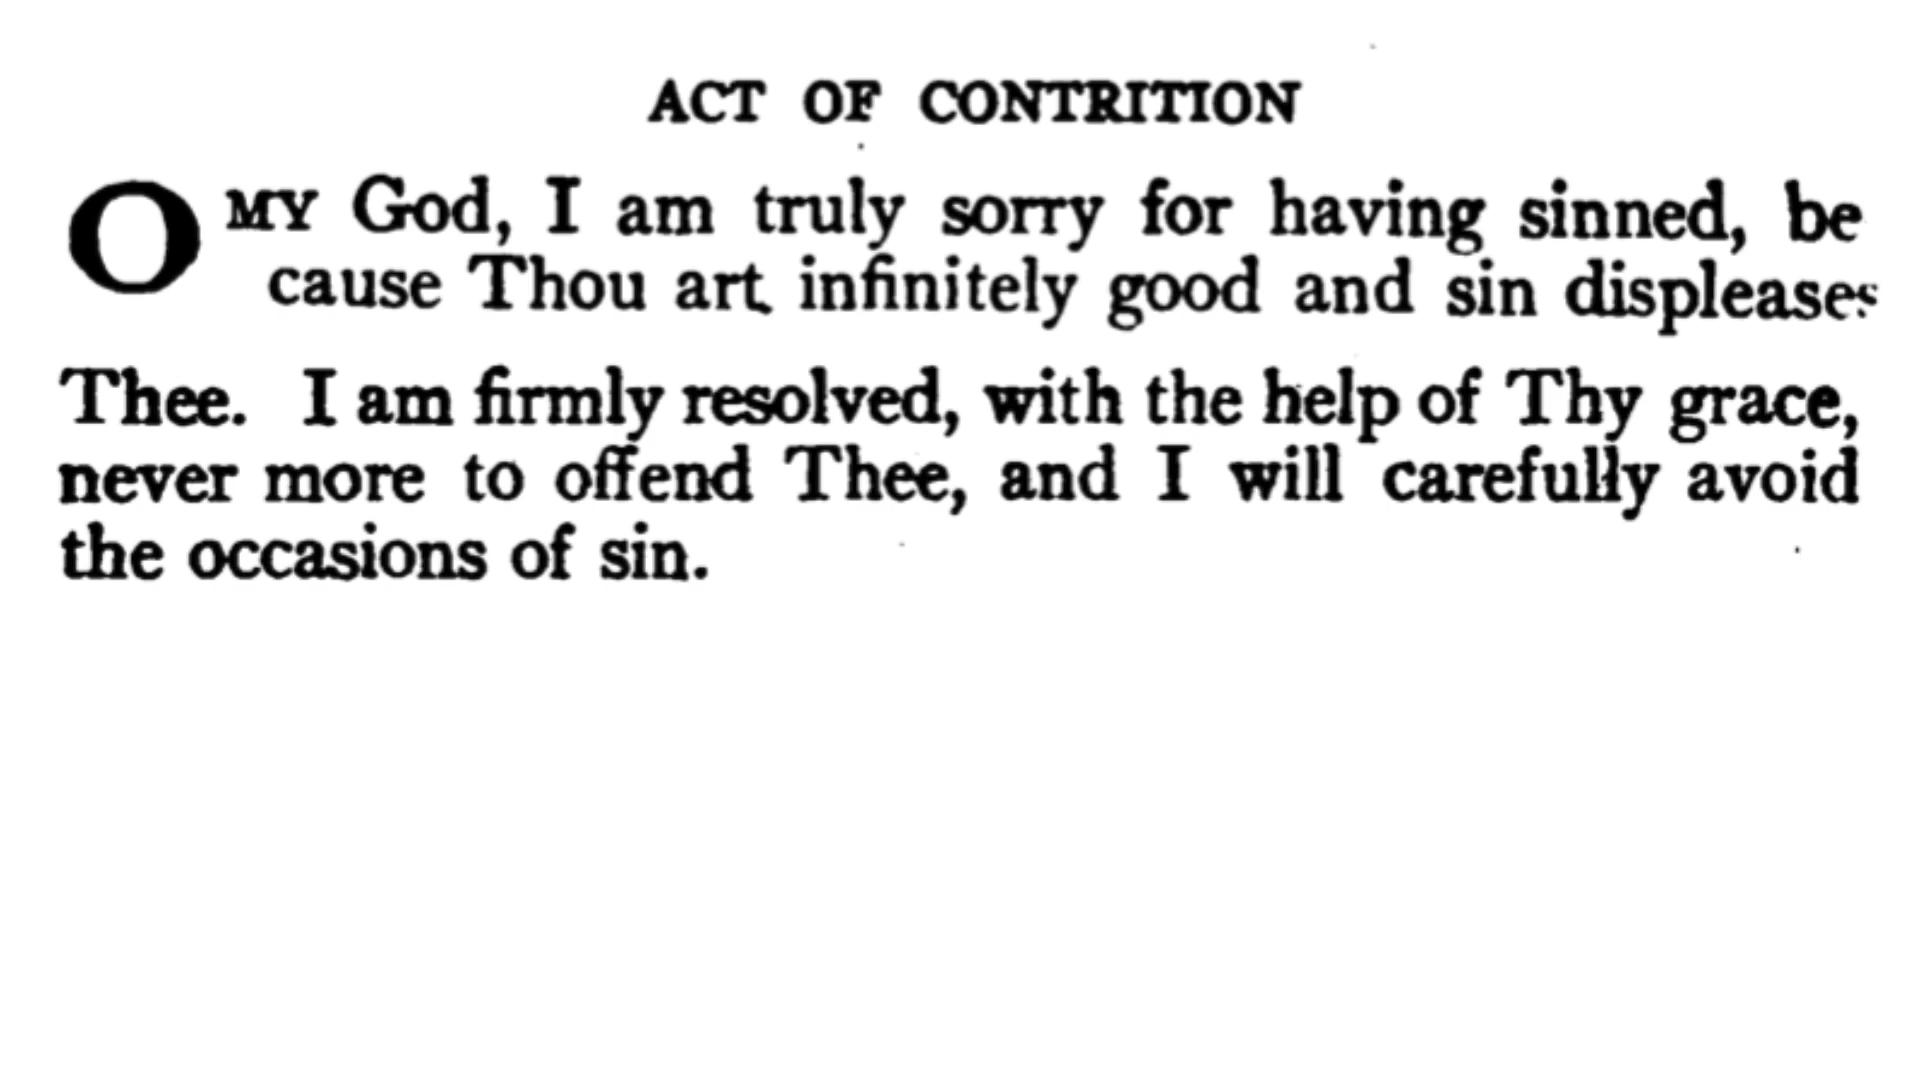 ACT OF CONTRITION
O MY God, I am truly sorry for having sinned, be
cause Thou art infinitely good and sin displeases
Thee. I am firmly resolved, with the help of Thy grace,
never more to offend Thee, and I will carefully avoid
the occasions of sin.